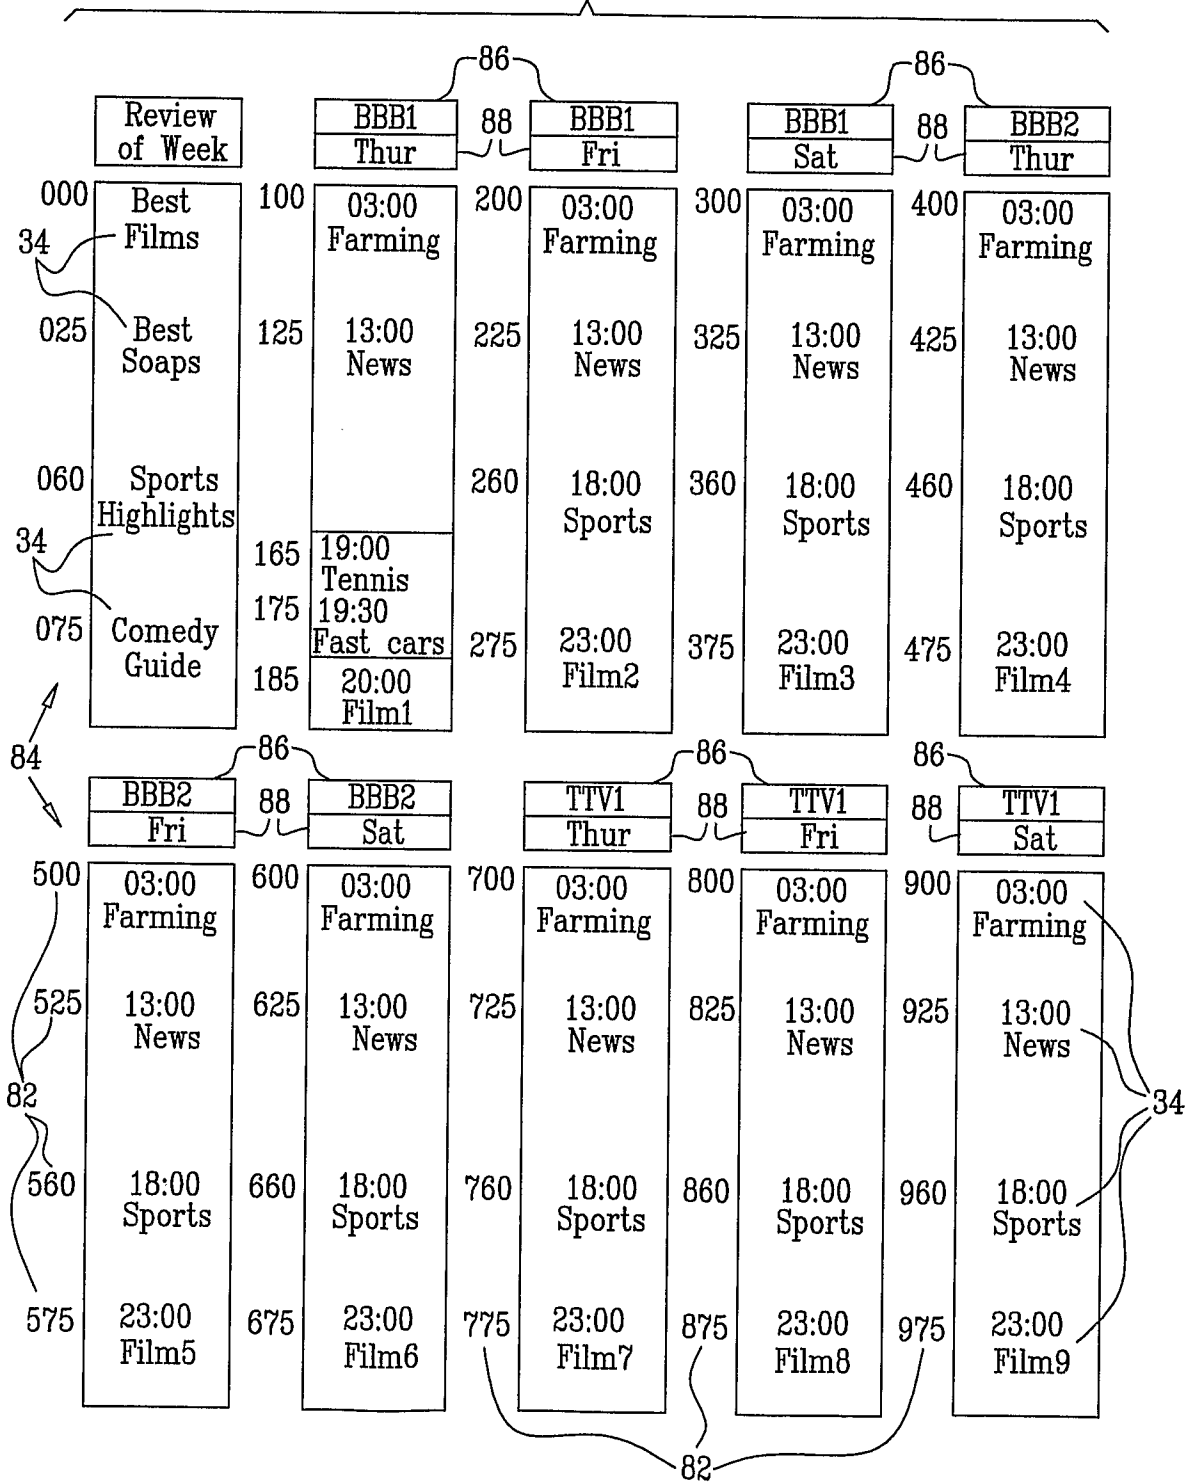 86
86
Review
of Week
BBB1
Thur
88
BBB1
Fri
BBB1
Sat
88
BBB2
Thur
34
34
000
Best
Films
025
Best
Soaps
060
Sports
Highlights
075
Comedy
Guide
100
03:00
Farming
125
13:00
News
165
19:00
Tennis
175
19:30
Fast cars
185
20:00
Film1
200
03:00
Farming
225
13:00
News
260
18:00
Sports
275
23:00
Film2
300
03:00
Farming
325
13:00
News
360
18:00
Sports
375
23:00
Film3
400
03:00
Farming
425
13:00
News
460
18:00
Sports
475
23:00
Film4
84
86
86
86
BBB2
Fri
88
BBB2
Sat
TTV1
Thur
88
TTV1
Fri
88
TTV1
Sat
500
03:00
Farming
525
13:00
News
82
560
18:00
Sports
575
23:00
Film5
600
03:00
Farming
625
13:00
News
660
18:00
Sports
675
23:00
Film6
700
03:00
Farming
725
13:00
News
760
18:00
Sports
775
23:00
Film7
800
03:00
Farming
825
13:00
News
860
18:00
Sports
875
23:00
Film8
900
03:00
Farming
925
13:00
News
960
18:00
Sports
975
23:00
Film9
34
82